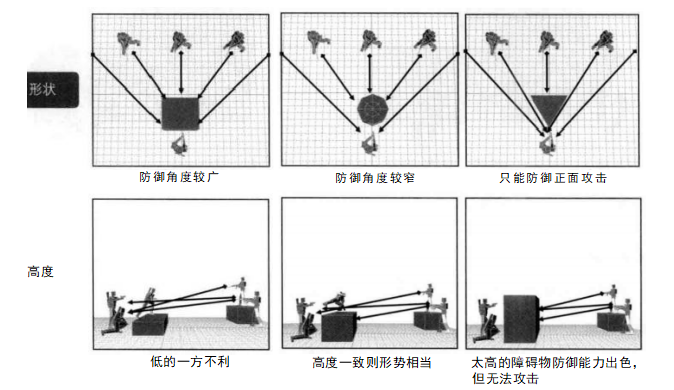 形状
防御角度较广
防御角度较窄
只能防御正面攻击
高度
低的一方不利
高度一致则形势相当
太高的障碍物防御能力出色，
但无法攻击